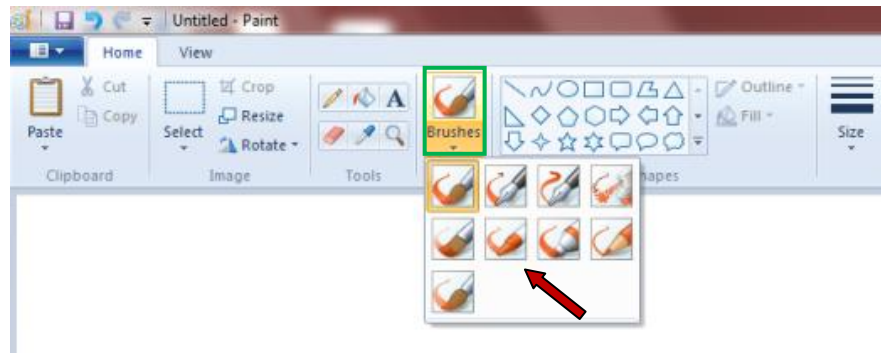 Untitled - Paint
Home View
Cut
Copy
Paste
Clipboard
Crop
Resize
Rotate
Select
Image
A
Tools
Brushes
Outline
Fill
hapes
Size